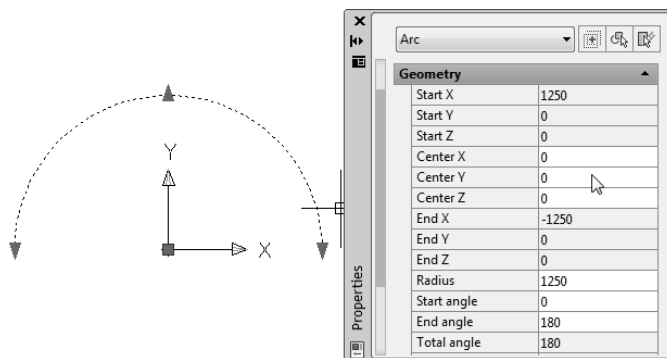 Y
X
Arc
Geometry
Start X 1250
Start Y 0
Start Z 0
Center X 0
Center Y 0
Center Z 0
End X -1250
End Y 0
End Z 0
Radius 1250
Start angle 0
End angle 180
Total angle 180
Properties